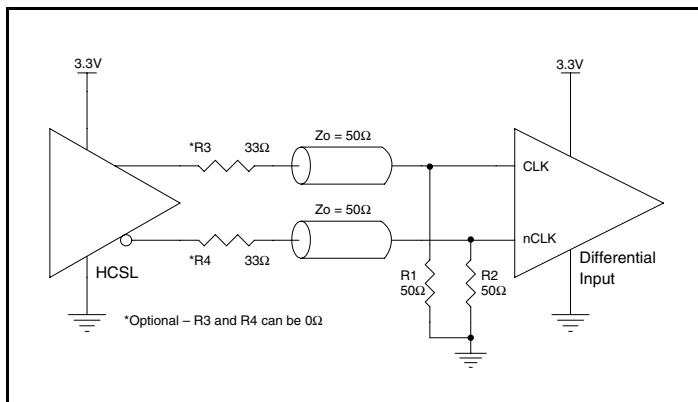 3.3V
3.3V
*R3 33Ω
Zo = 50Ω
CLK
Zo = 50Ω
nCLK
HCSL
*R4 33Ω
R1
50Ω
R2
50Ω
Differential
Input
*Optional – R3 and R4 can be 0Ω